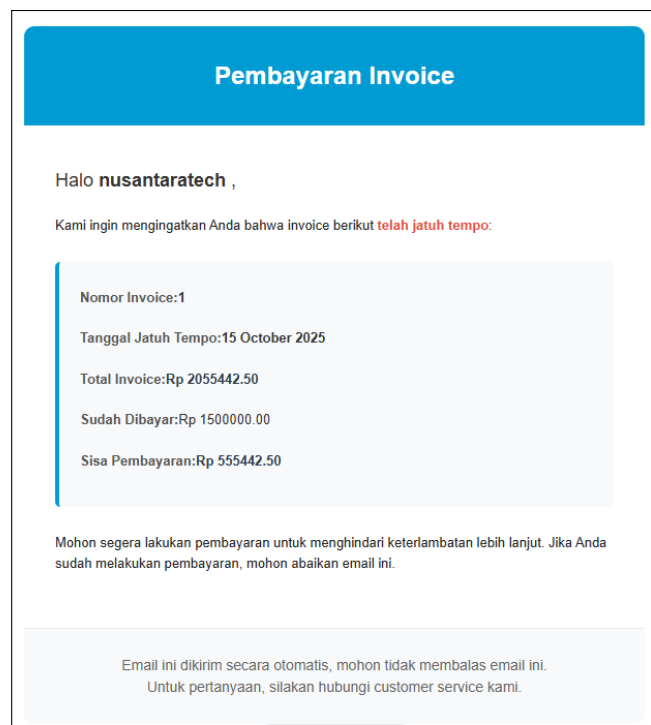 Pembayaran Invoice
Halo nusantaratech ,
Kami ingin mengingatkan Anda bahwa invoice berikut telah jatuh tempo:
Nomor Invoice:1
Tanggal Jatuh Tempo:15 October 2025
Total Invoice:Rp 2055442.50
Sudah Dibayar:Rp 1500000.00
Sisa Pembayaran:Rp 555442.50
Mohon segera lakukan pembayaran untuk menghindari keterlambatan lebih lanjut. Jika Anda
sudah melakukan pembayaran, mohon abaikan email ini.
Email ini dikirim secara otomatis, mohon tidak membalas email ini.
Untuk pertanyaan, silakan hubungi customer service kami.